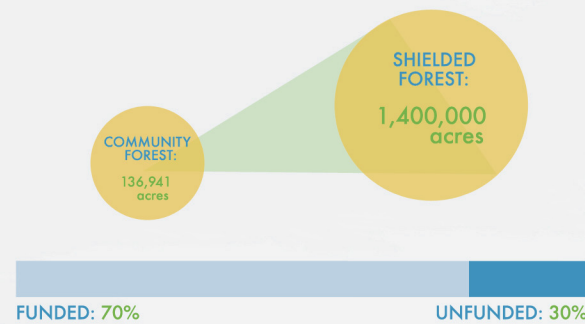 SHIELDED
FOREST:
1,400,000
acres
COMMUNITY
FOREST:
136,941
acres
FUNDED: 70%
UNFUNDED: 30%